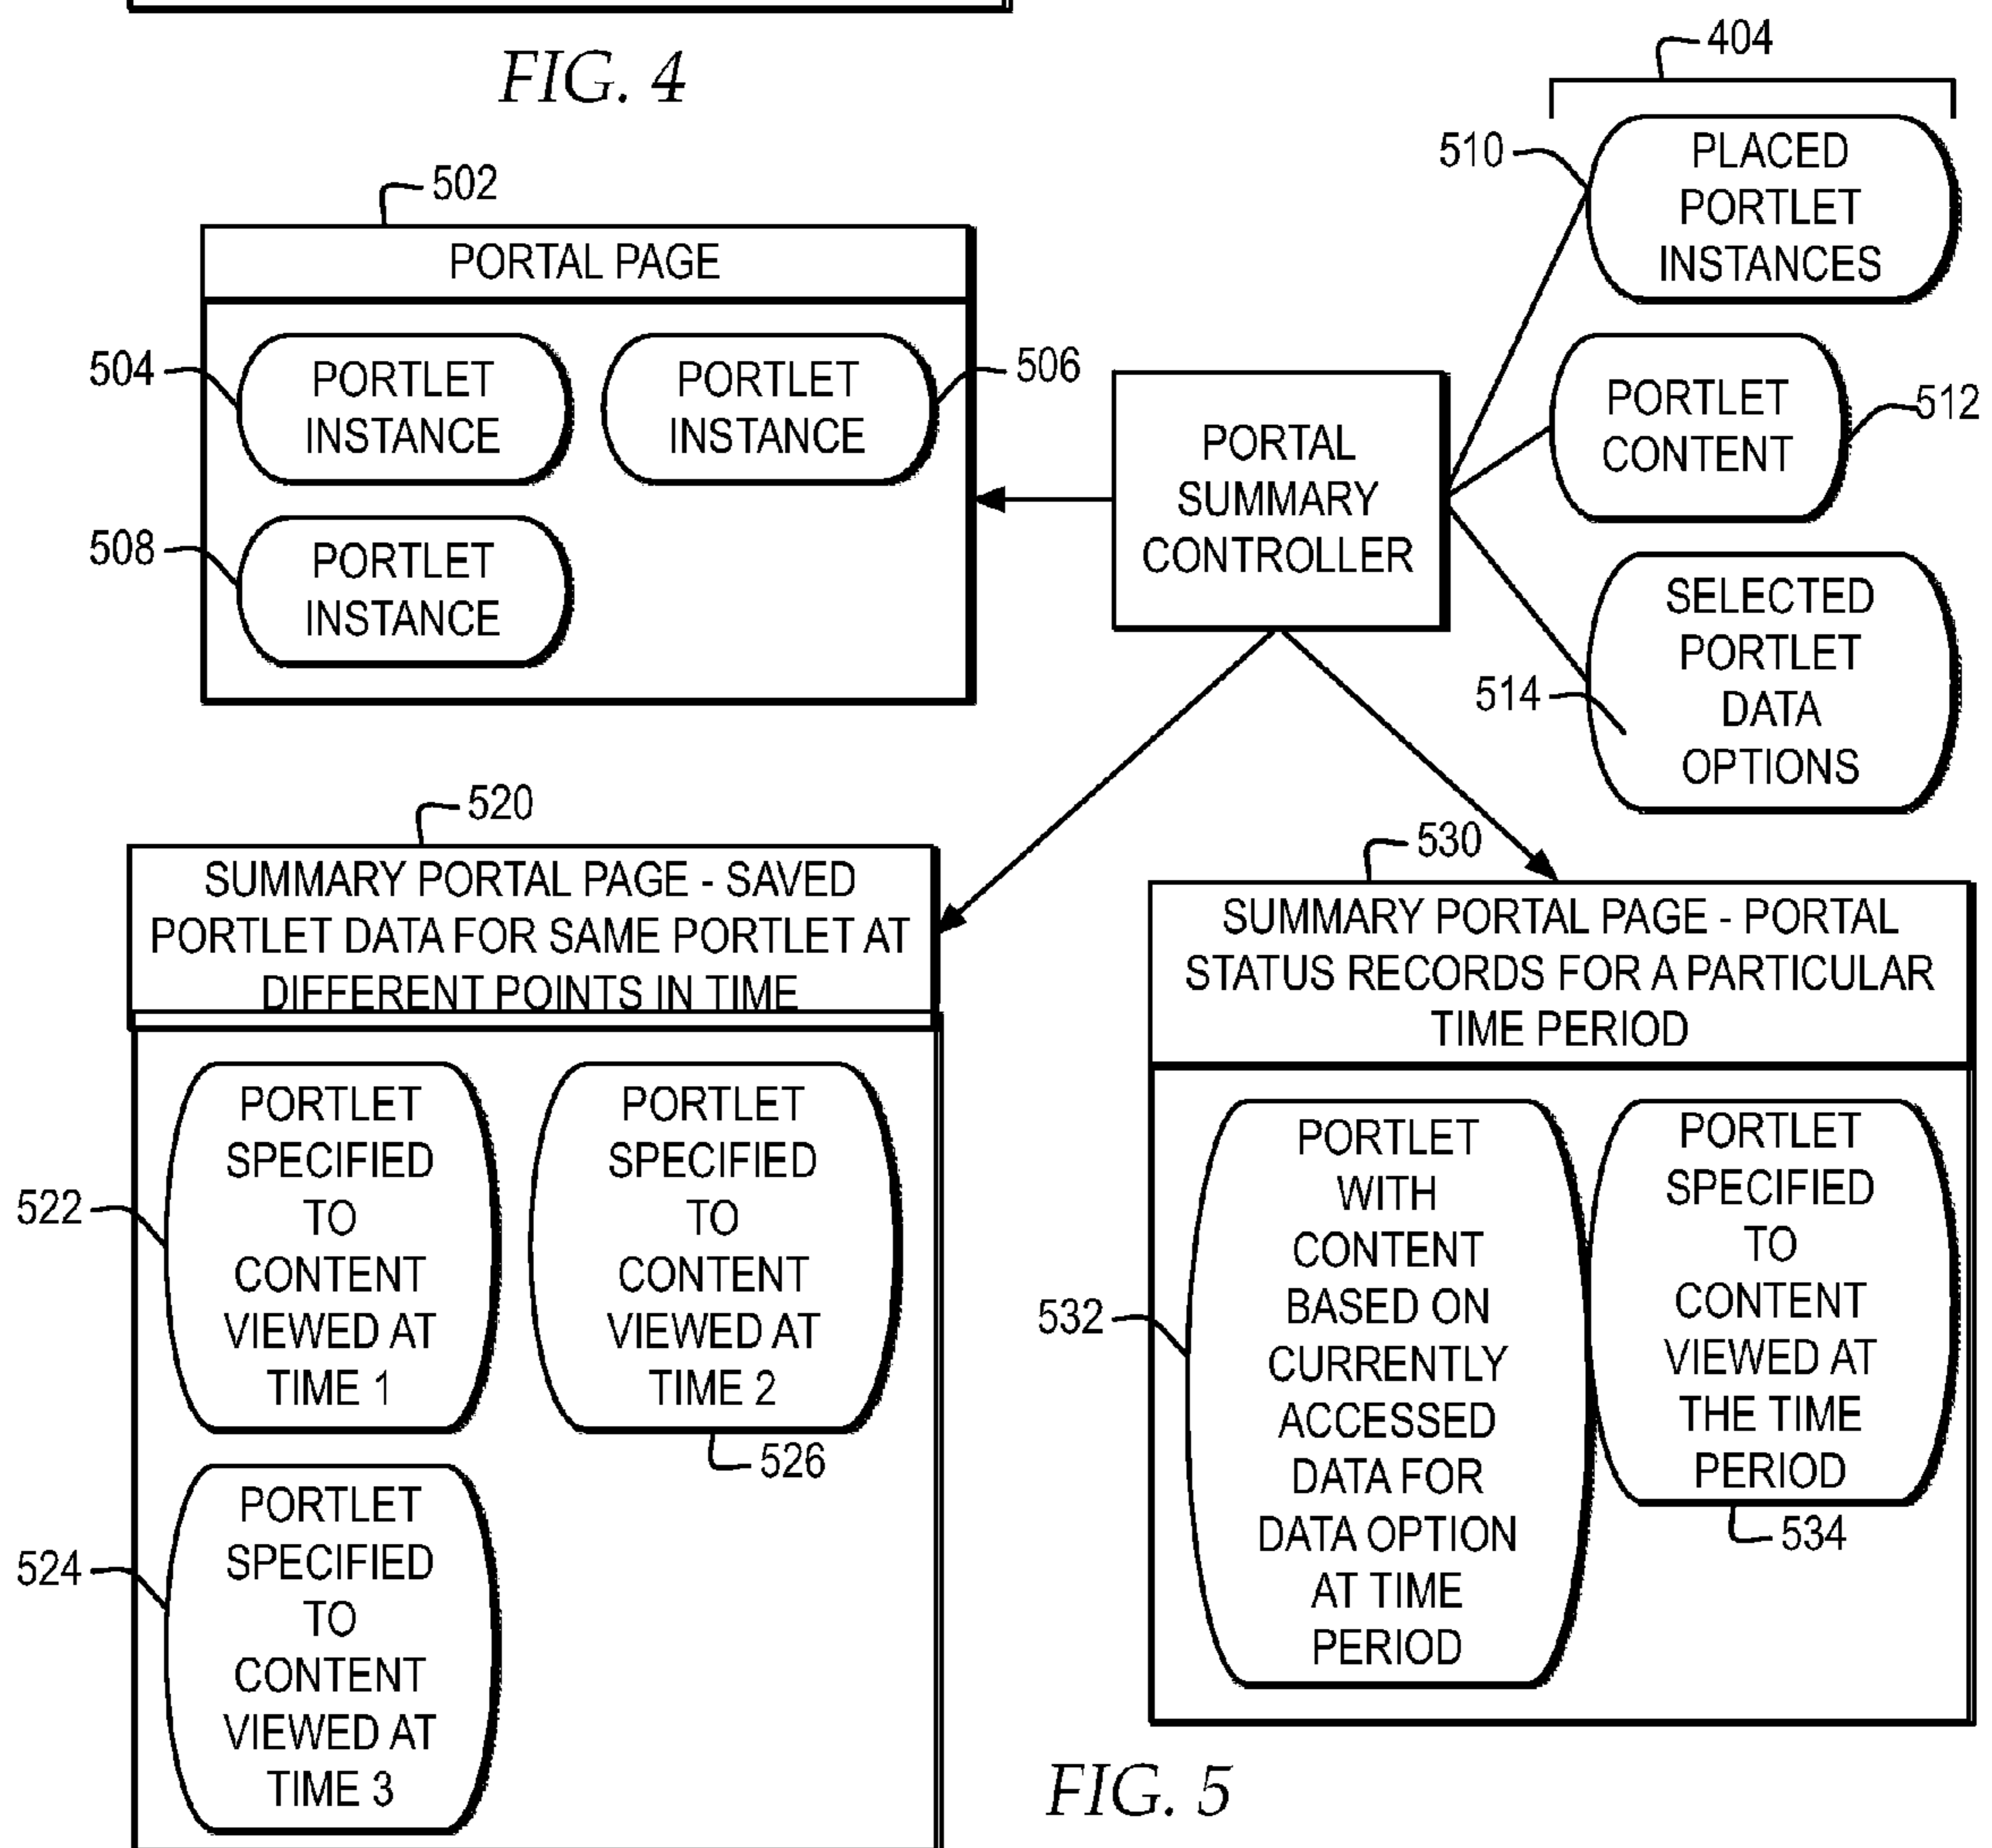 FIG. 4
404
510
PLACED
PORTLET
INSTANCES
502
PORTAL PAGE
504
PORTLET
INSTANCE
PORTLET
INSTANCE
506
508
PORTLET
INSTANCE
PORTAL
SUMMARY
CONTROLLER
PORTLET
CONTENT
512
514
SELECTED
PORTLET
DATA
OPTIONS
520
SUMMARY PORTAL PAGE - SAVED
PORTLET DATA FOR SAME PORTLET AT
DIFFERENT POINTS IN TIME
522
PORTLET
SPECIFIED
TO
CONTENT
VIEWED AT
TIME 1
PORTLET
SPECIFIED
TO
CONTENT
VIEWED AT
TIME 2
526
524
PORTLET
SPECIFIED
TO
CONTENT
VIEWED AT
TIME 3
530
SUMMARY PORTAL PAGE - PORTAL
STATUS RECORDS FOR A PARTICULAR
TIME PERIOD
532
PORTLET
WITH
CONTENT
BASED ON
CURRENTLY
ACCESSED
DATA FOR
DATA OPTION
AT TIME
PERIOD
PORTLET
SPECIFIED
TO
CONTENT
VIEWED AT
THE TIME
PERIOD
534
FIG. 5